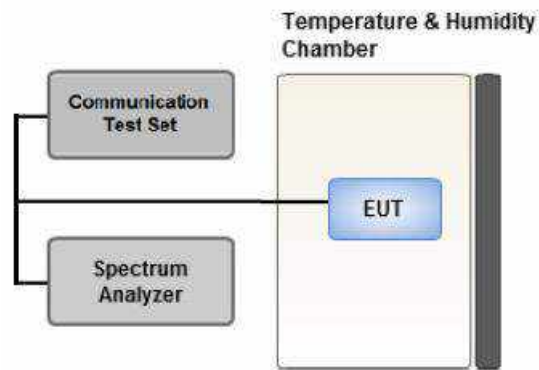 Temperature & Humidity
Chamber
Communication
Test Set
EUT
Spectrum
Analyzer